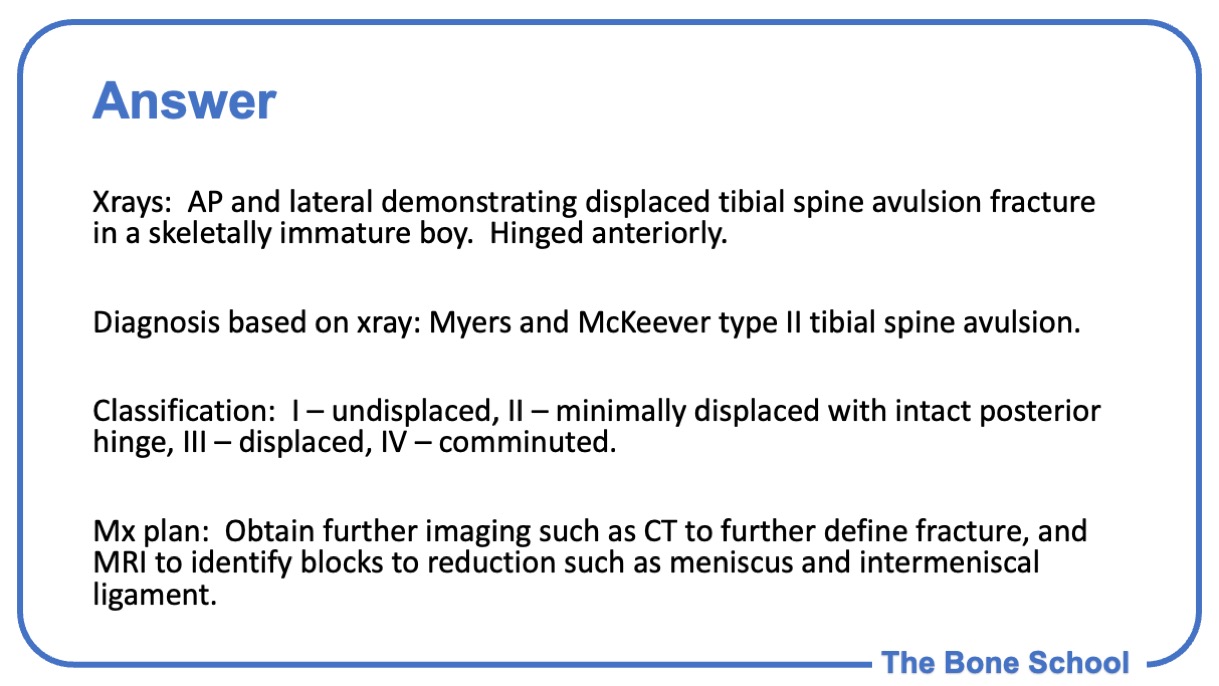 Answer
Xrays:  AP and lateral demonstrating displaced tibial spine avulsion fracture
in a skeletally immature boy.  Hinged anteriorly.
Diagnosis based on xray: Myers and McKeever type II tibial spine avulsion.
Classification:  I – undisplaced, II – minimally displaced with intact posterior
hinge, III – displaced, IV – comminuted.
Mx plan:  Obtain further imaging such as CT to further define fracture, and
MRI to identify blocks to reduction such as meniscus and intermeniscal
ligament.
The Bone School